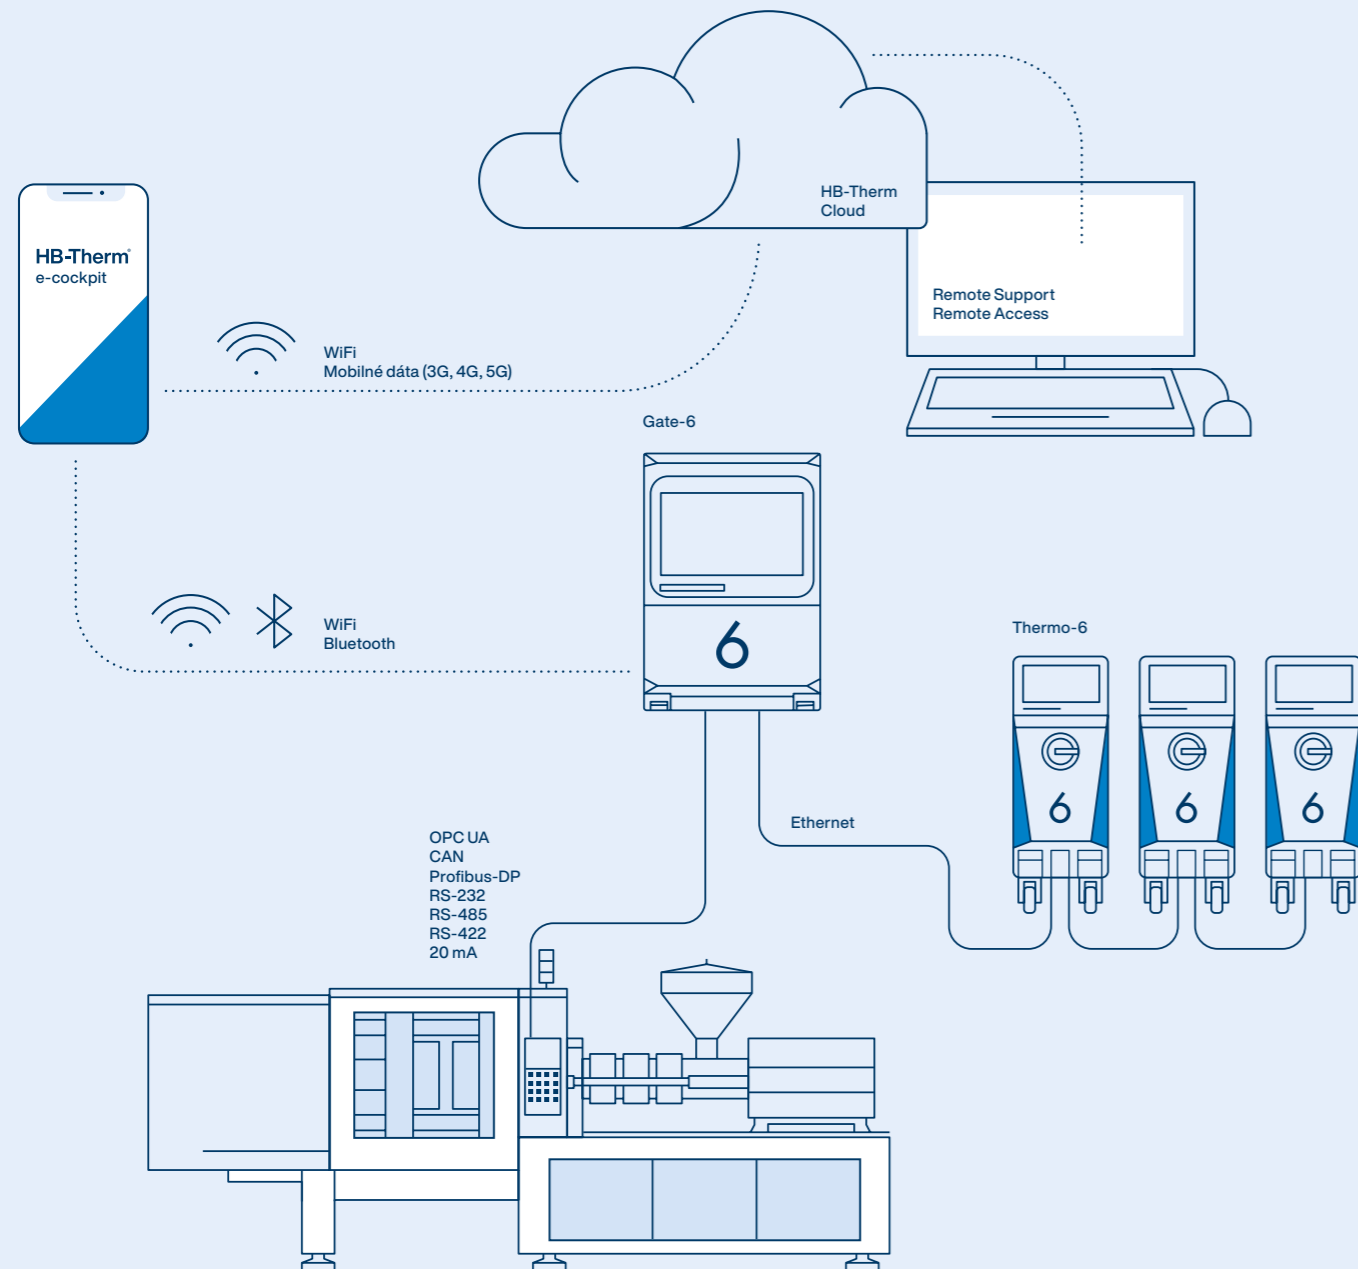 HB-Therm
Cloud
HB-Therm®
e-cockpit
Remote Support
Remote Access
WiFi
Mobilné dáta (3G, 4G, 5G)
Gate-6
6
WiFi
Bluetooth
Thermo-6
6
6
6
Ethernet
OPC UA
CAN
Profibus-DP
RS-232
RS-485
RS-422
20 mA